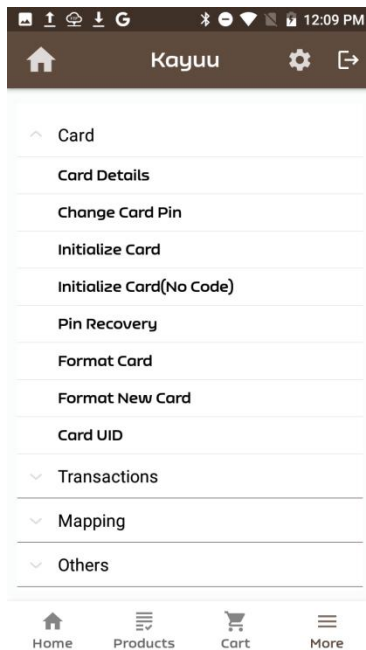 G 12:09 PM
Kayuu
Card
Card Details
Change Card Pin
Initialize Card
Initialize Card(No Code)
Pin Recovery
Format Card
Format New Card
Card UID
Transactions
Mapping
Others
Home Products Cart More